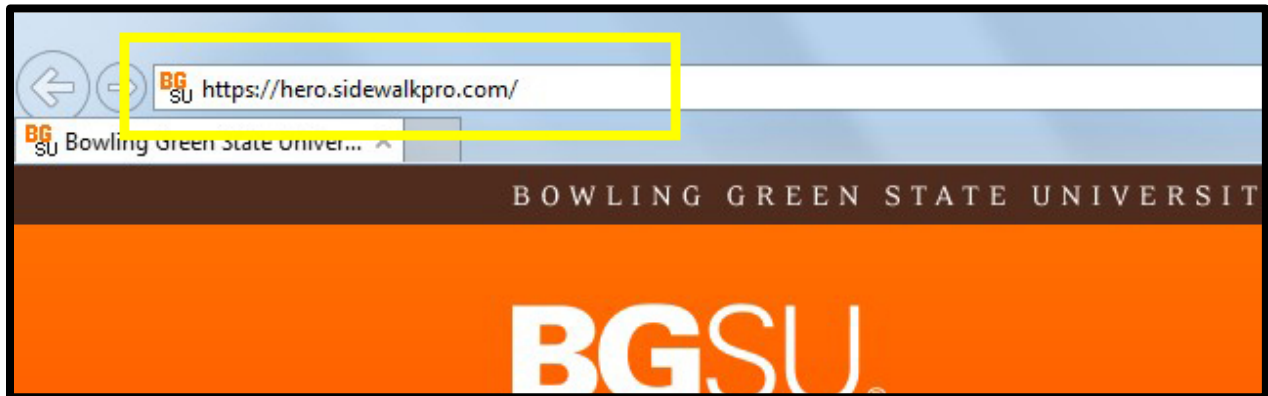 BG
SU https://hero.sidewalkpro.com/
BG
SU Bowling Green State Univer...
BOWLING GREEN STATE UNIVERSIT
BGSU®